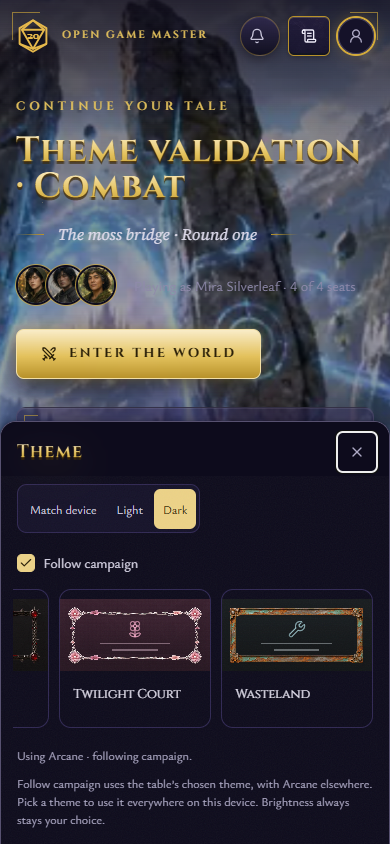 20
OPEN GAME MASTER
CONTINUE YOUR TALE
THEME VALIDATION
· COMBAT
The moss bridge · Round one
as Mira Silverleaf · 4 of 4 seats
ENTER THE WORLD
THEME
Match device Light Dark
Follow campaign
TWILIGHT COURT WASTELAND
Using Arcane · following campaign.
Follow campaign uses the table's chosen theme, with Arcane elsewhere.
Pick a theme to use it everywhere on this device. Brightness always
stays your choice.